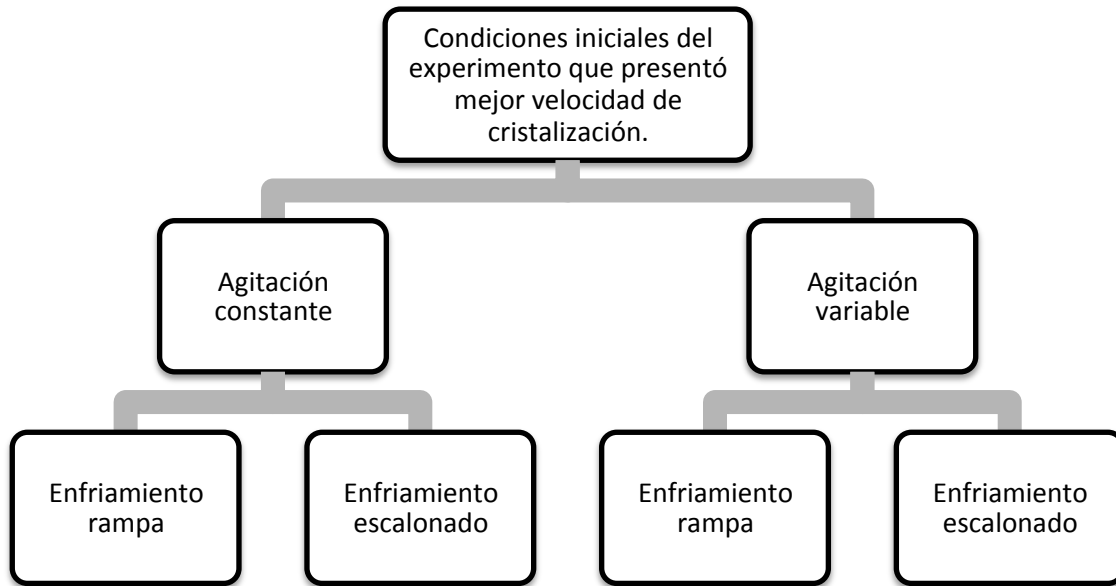 Condiciones iniciales del
experimento que presentó
mejor velocidad de
cristalización.
Agitación
constante
Agitación
variable
Enfriamiento
rampa
Enfriamiento
escalonado
Enfriamiento
rampa
Enfriamiento
escalonado